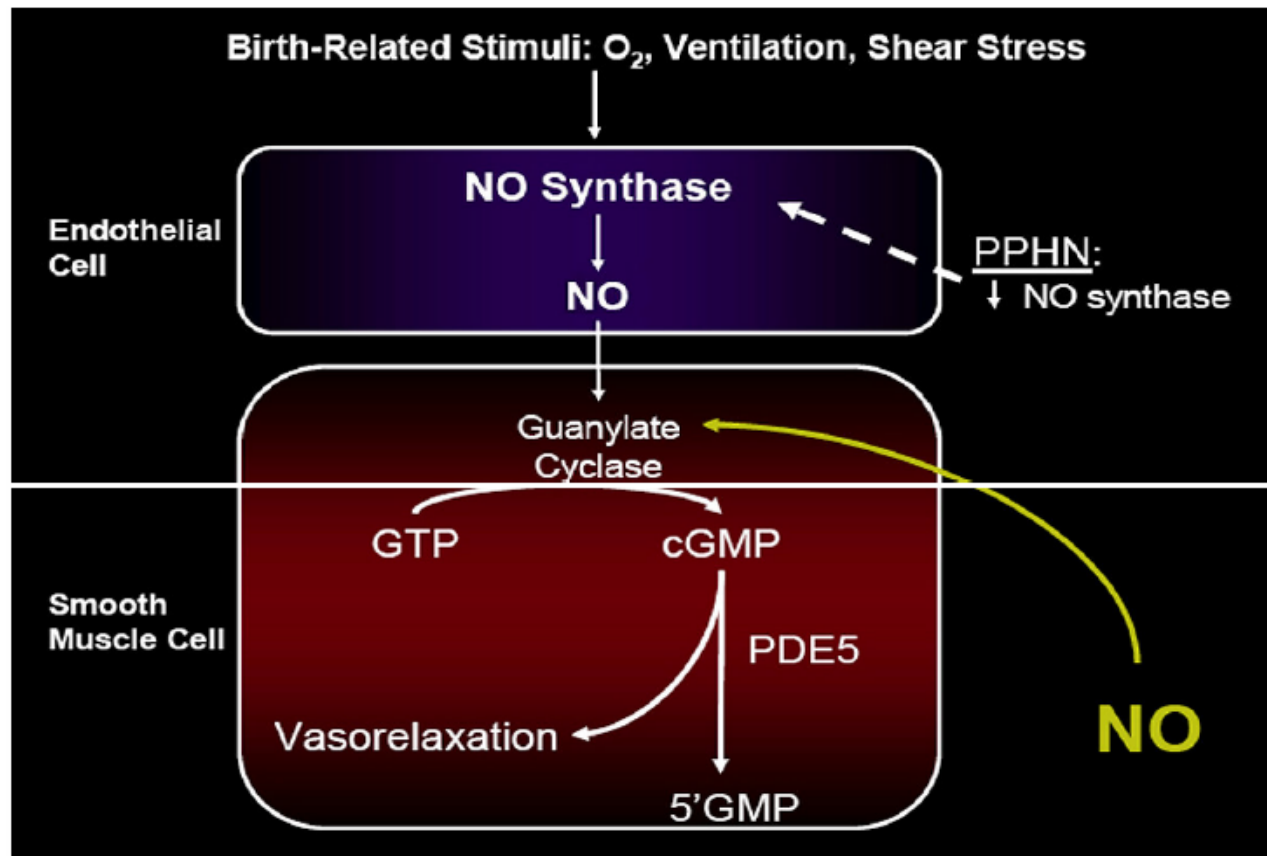 Birth-Related Stimuli: O₂, Ventilation, Shear Stress
NO Synthase
NO
Endothelial
Cell
PPHN:
↓ NO synthase
Guanylate
Cyclase
GTP
cGMP
Smooth
Muscle Cell
PDE5
Vasorelaxation
5'GMP
NO